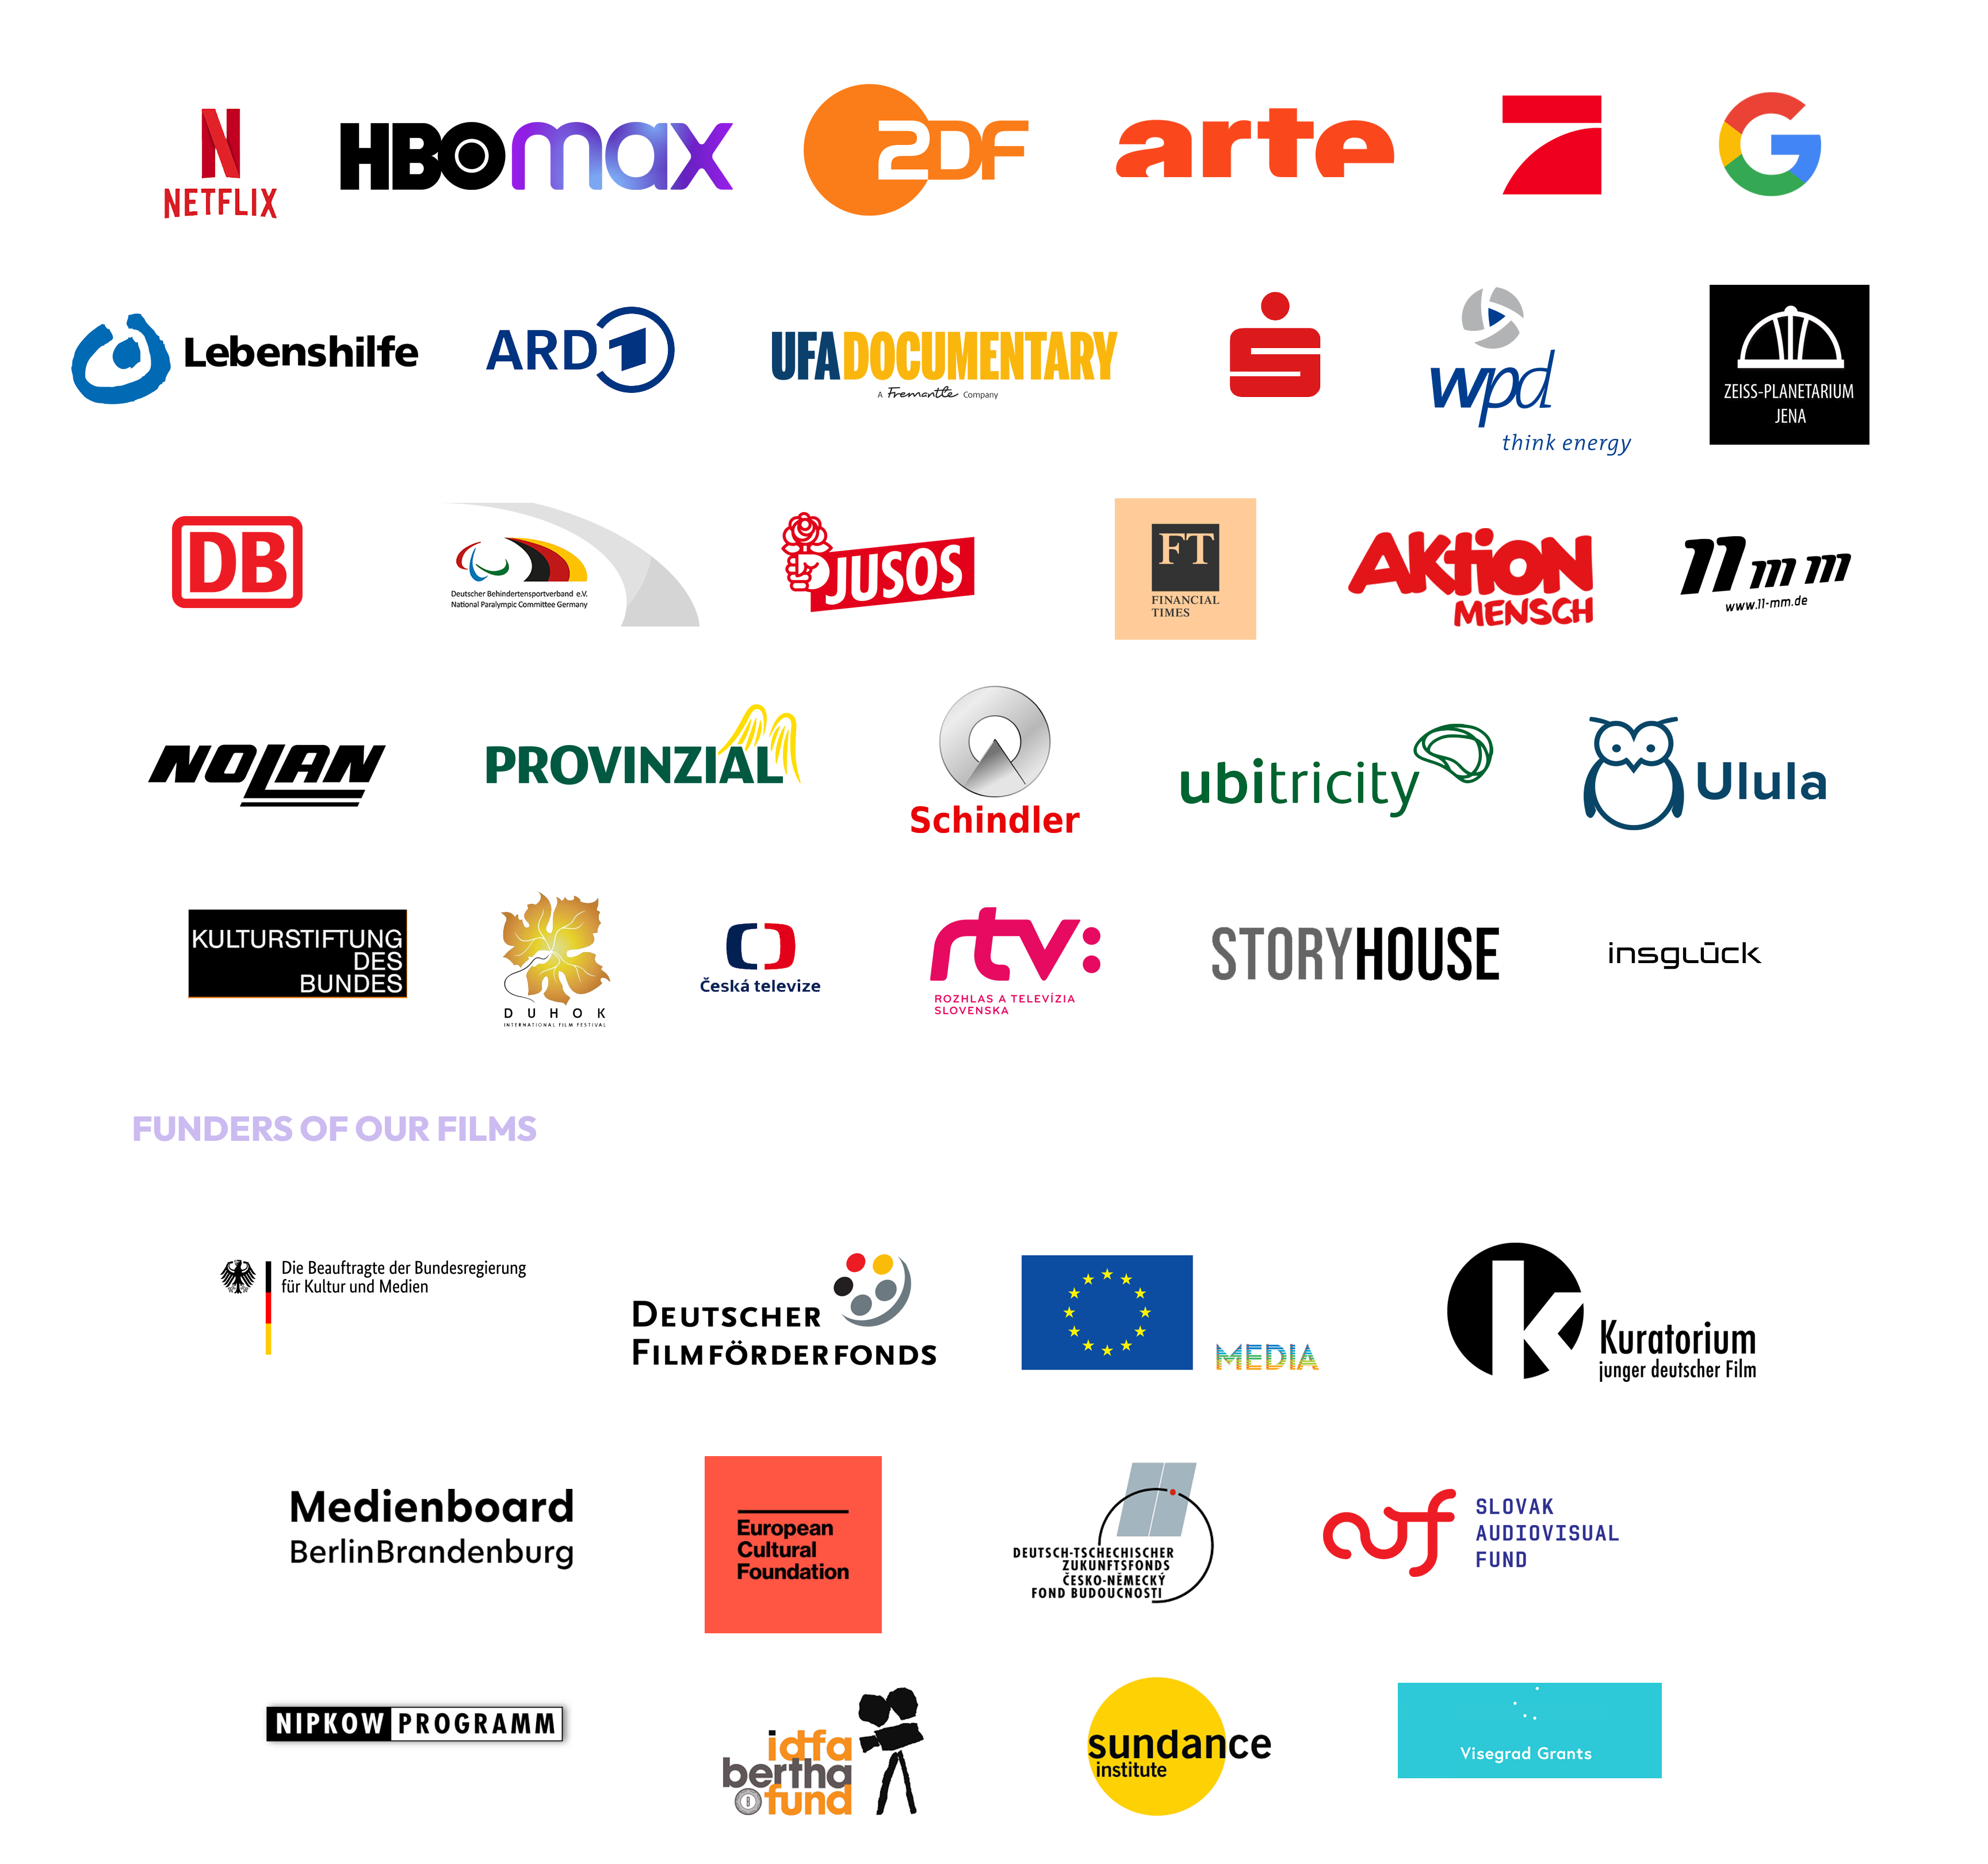 N
NETFLIX
HBOmax
ZDF
arte
7
G
Lebenshilfe
ARD 1
UFA DOCUMENTARY
A Fremantle Company
S
wpd
think energy
ZEISS-PLANETARIUM
JENA
DB
Deutscher Behindertensportverband e.V.
National Paralympic Committee Germany
JUSOS
FT
FINANCIAL
TIMES
AKTION
MENSCH
11mm
www.11-mm.de
NOLAN
PROVINZIAL
Schindler
ubitricity
Ulula
KULTURSTIFTUNG
DES
BUNDES
DUHOK
INTERNATIONAL FILM FESTIVAL
Česká televize
rtv:
ROZHLAS A TELEVÍZIA
SLOVENSKA
STORYHOUSE
insglück
FUNDERS OF OUR FILMS
Die Beauftragte der Bundesregierung
für Kultur und Medien
DEUTSCHER
FILMFÖRDERFONDS
MEDIA
k
Kuratorium
junger deutscher Film
Medienboard
BerlinBrandenburg
European
Cultural
Foundation
DEUTSCH-TSCHECHISCHER
ZUKUNFTSFONDS
ČESKO-NĚMECKÝ
FOND BUDOUCNOSTI
avf
SLOVAK
AUDIOVISUAL
FUND
NIPKOW PROGRAMM
idfa
bertha
fund
sundance
institute
Visegrad Grants